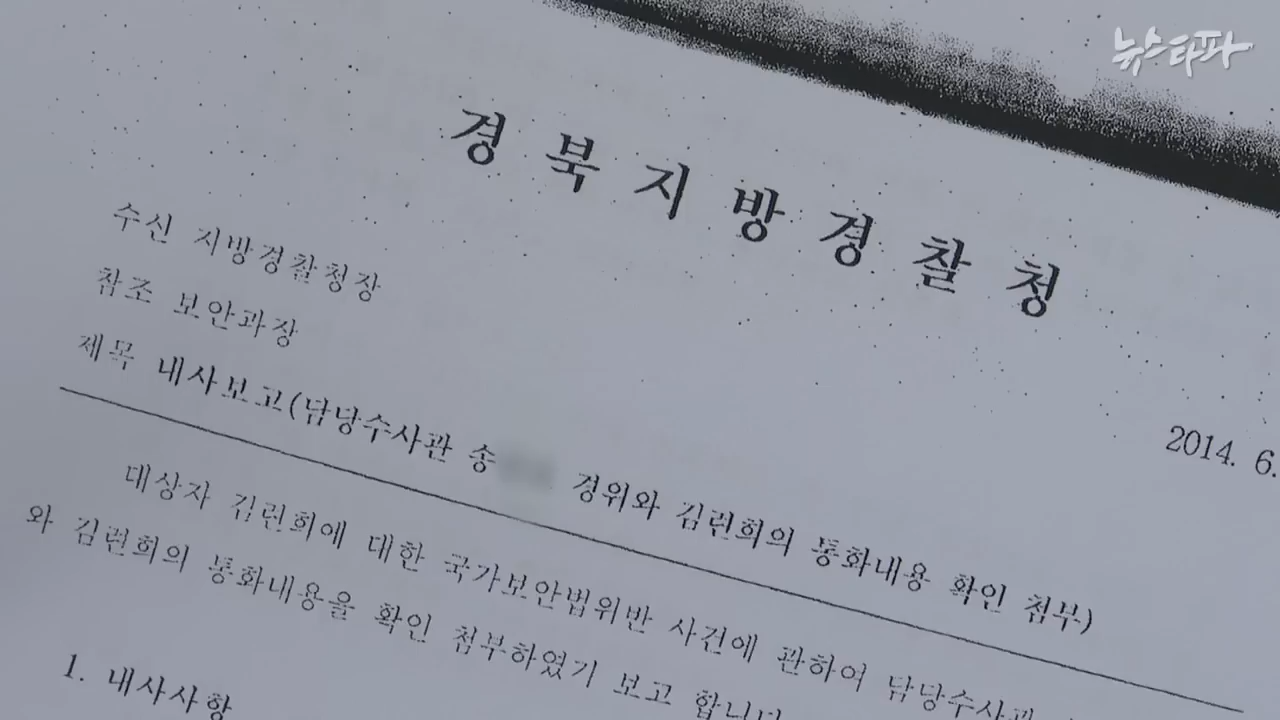 뉴스타파
경북지방경찰청
수신 지방경찰청장
참조 보안과장
2014. 6.
제목 내사보고(담당수사관 송 경위와 김련희의 통화내용 확인 첨부)
대상자 김련희에 대한 국가보안법위반 사건에 관하여 담당수사관
와 김련희의 통화내용을 확인 첨부하였기 보고 합니다
1. 내사사항